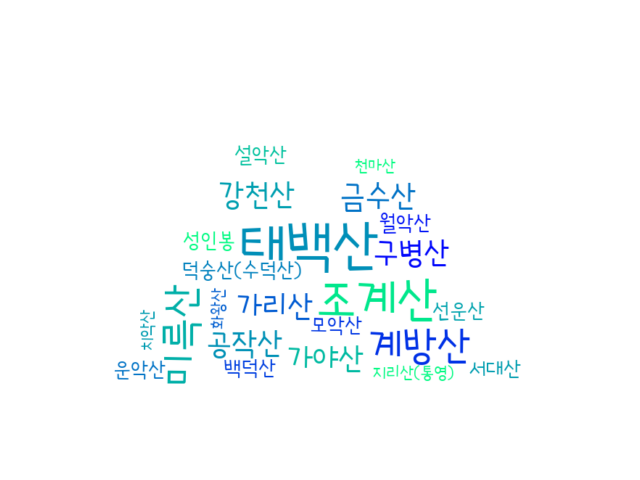 설악산
천마산
강천산
금수산
월악산
성인봉
태백산
구병산
덕숭산(수덕산)
미륵산
화왕산
가리산
조계산
선운산
치악산
모악산
공작산
가야산
계방산
운악산
백덕산
지리산(통영)
서대산